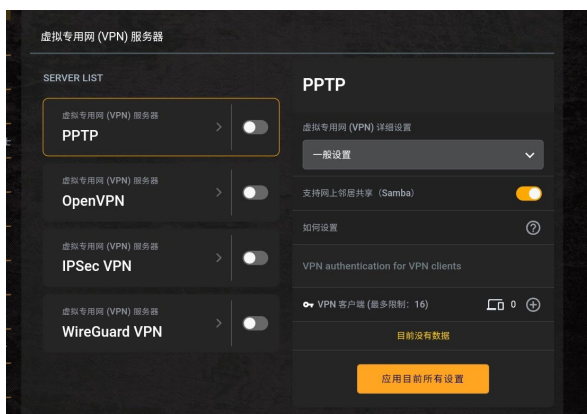 虚拟专用网 (VPN) 服务器
SERVER LIST
虚拟专用网 (VPN) 服务器
PPTP
虚拟专用网 (VPN) 服务器
OpenVPN
虚拟专用网 (VPN) 服务器
IPSec VPN
虚拟专用网 (VPN) 服务器
WireGuard VPN
PPTP
虚拟专用网 (VPN) 详细设置
一般设置
支持网上邻居共享（Samba）
如何设置
VPN authentication for VPN clients
VPN 客户端 (最多限制：16)
0
目前没有数据
应用目前所有设置